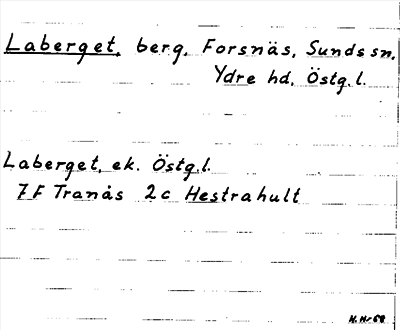 Laberget, berg, Forsnäs, Sunds sn,
Ydre hd, Östg.l.
Laberget, ek. Östg.l.
7F Tranås 2c Hestrahult